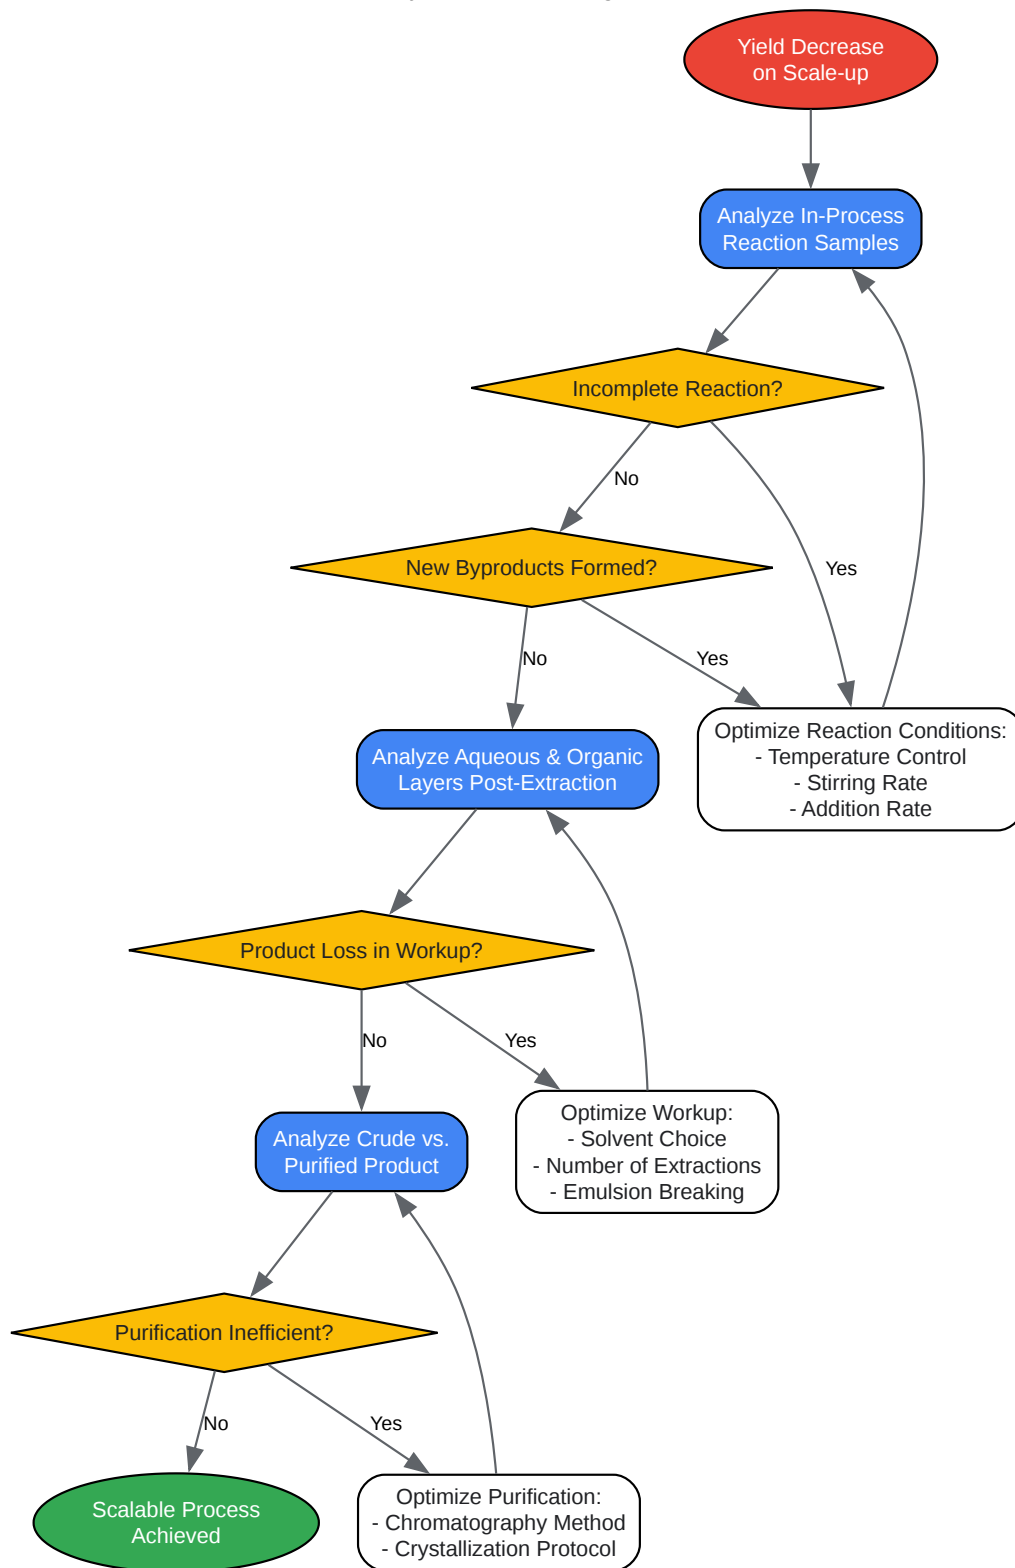 Yield Decrease
on Scale-up
Analyze In-Process
Reaction Samples
Incomplete Reaction?
No
Yes
New Byproducts Formed?
No
Yes
Optimize Reaction Conditions:
- Temperature Control
- Stirring Rate
- Addition Rate
Analyze Aqueous & Organic
Layers Post-Extraction
Product Loss in Workup?
No
Yes
Optimize Workup:
- Solvent Choice
- Number of Extractions
- Emulsion Breaking
Analyze Crude vs.
Purified Product
Purification Inefficient?
No
Yes
Scalable Process
Achieved
Optimize Purification:
- Chromatography Method
- Crystallization Protocol